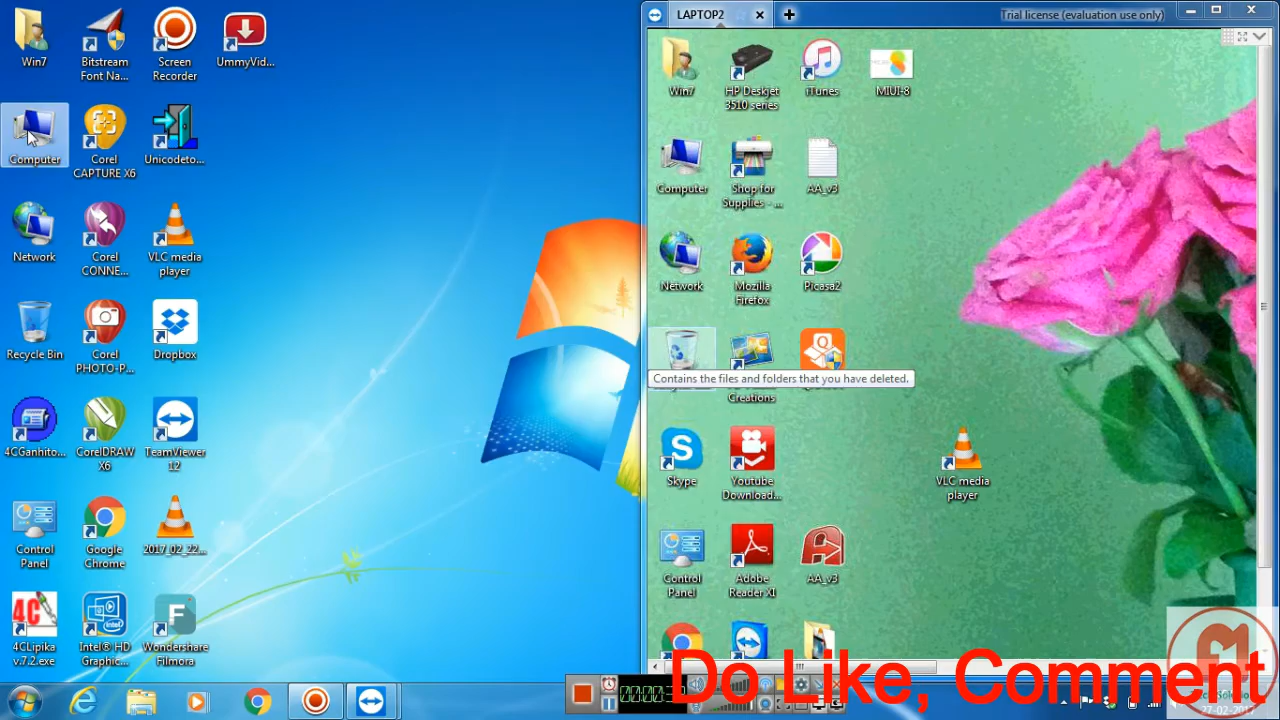 LAPTOP2
Trial license (evaluation use only)
Win7
Bitstream
Font Na...
Screen
Recorder
UmmyVid...
Win7
HP Deskjet
3510 series
iTunes
MIUI-8
Computer
Corel
CAPTURE X6
Unicodeto...
Computer
Shop for
Supplies - ...
AA_v3
Network
Corel
CONNE...
VLC media
player
Network
Mozilla
Firefox
Picasa2
Recycle Bin
Corel
PHOTO-P...
Dropbox
Contains the files and folders that you have deleted.
Creations
4CGanhito...
CorelDRAW
X6
TeamViewer
12
Skype
Youtube
Download...
VLC media
player
Control
Panel
Google
Chrome
2017_02_22...
Control
Panel
Adobe
Reader XI
AA_v3
4CLipika
v.7.2.exe
Intel® HD
Graphic...
Wondershare
Filmora
Do Like, Comment
27-02-2017